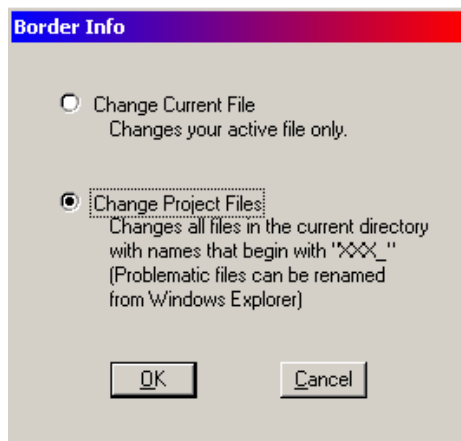 Border Info
Change Current File
Changes your active file only.
Change Project Files
Changes all files in the current directory
with names that begin with "XXX_"
(Problematic files can be renamed
from Windows Explorer)
OK
Cancel